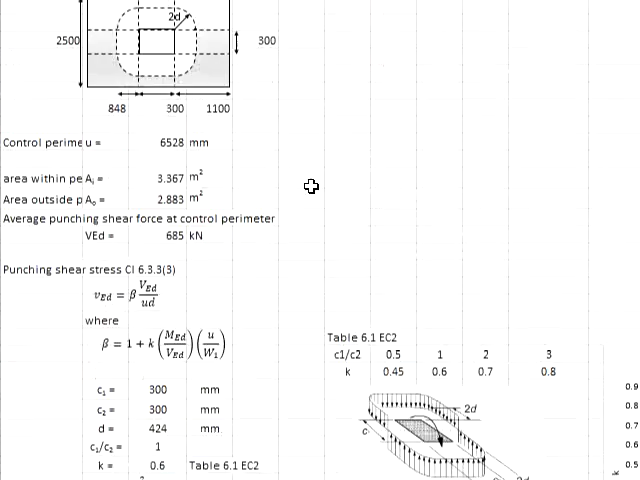 2d
2500
300
848 300 1100
Control perime u = 6528 mm
area within pe Aᵢ = 3.367 m²
Area outside p Aₒ = 2.883 m²
Average punching shear force at control perimeter
VEd = 685 kN
Punching shear stress Cl 6.3.3(3)
v_Ed = β V_Ed / ud
where
β = 1 + k (M_Ed / V_Ed) (u / W₁)
Table 6.1 EC2
c1/c2 0.5 1 2 3
k 0.45 0.6 0.7 0.8
c₁ = 300 mm
c₂ = 300 mm
d = 424 mm
c₁/c₂ = 1
k = 0.6 Table 6.1 EC2
2d
c
0.9
0.8
0.7
0.6
0.5
k